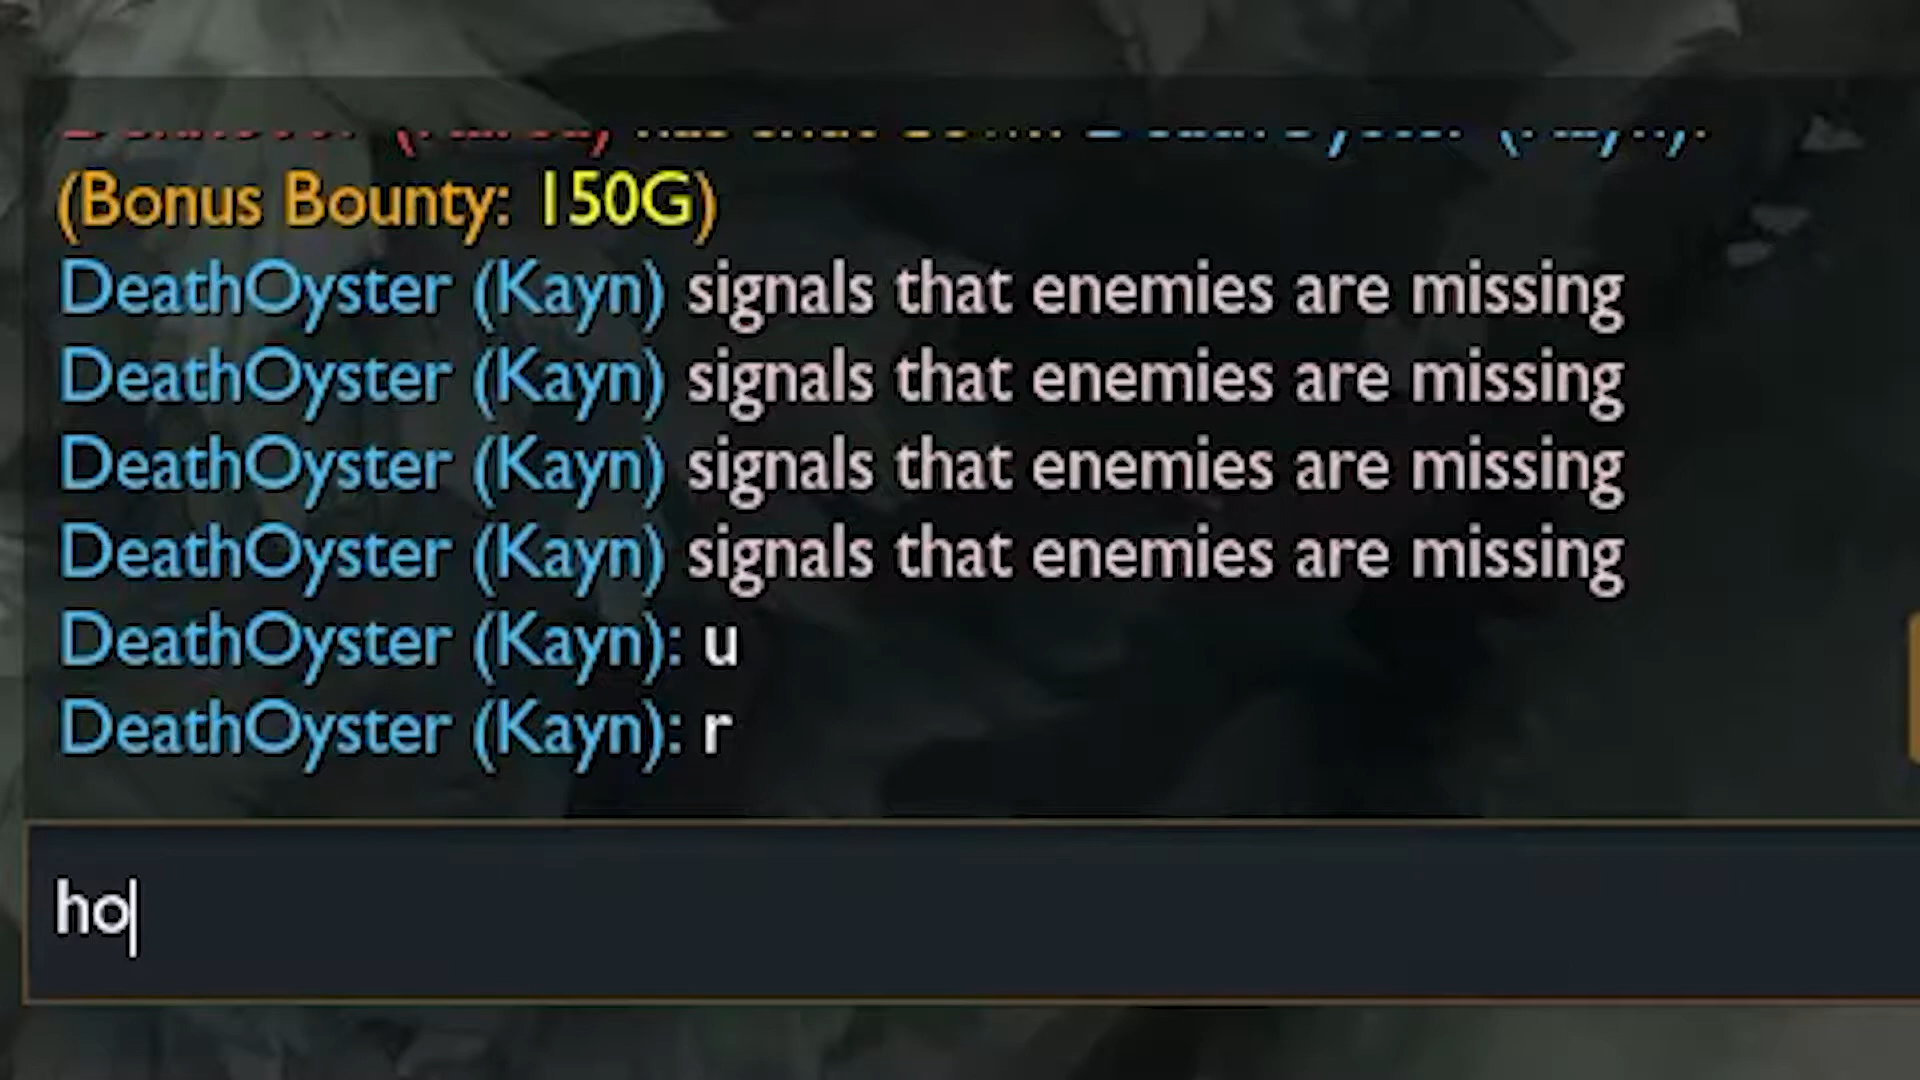 (Bonus Bounty: 150G)
DeathOyster (Kayn) signals that enemies are missing
DeathOyster (Kayn) signals that enemies are missing
DeathOyster (Kayn) signals that enemies are missing
DeathOyster (Kayn) signals that enemies are missing
DeathOyster (Kayn): u
DeathOyster (Kayn): r
ho